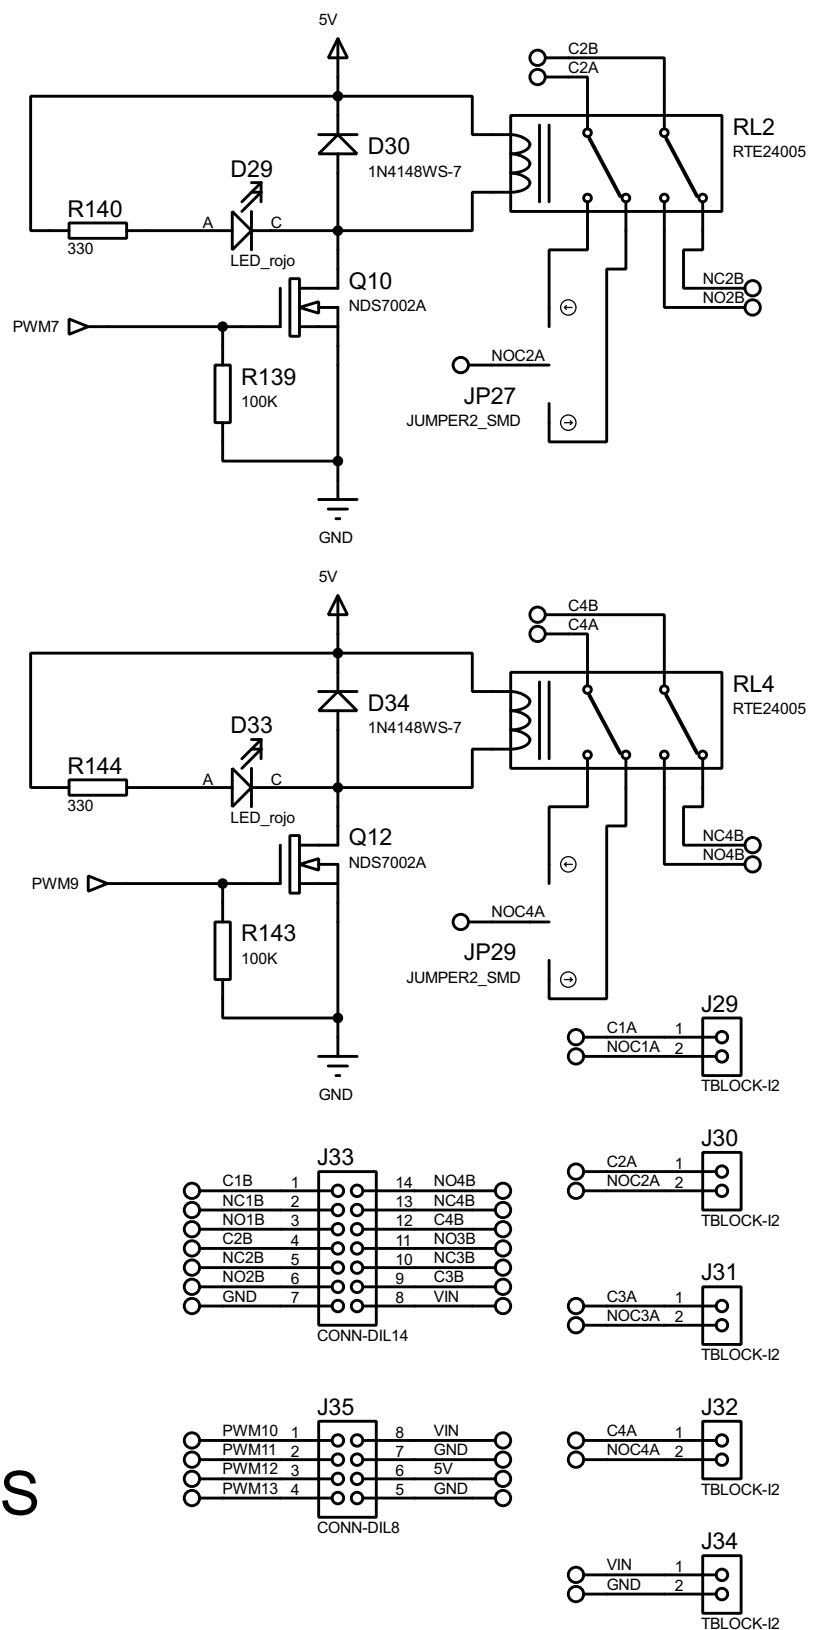 5V
C2B
C2A
RL2
RTE24005
D30
1N4148WS-7
D29
R140
A
C
330
LED_rojo
Q10
NDS7002A
NC2B
NO2B
PWM7
NOC2A
R139
100K
JP27
JUMPER2_SMD
GND
5V
C4B
C4A
RL4
RTE24005
D34
1N4148WS-7
D33
R144
A
C
330
LED_rojo
Q12
NDS7002A
NC4B
NO4B
PWM9
NOC4A
R143
100K
JP29
JUMPER2_SMD
GND
J29
C1A 1
NOC1A 2
TBLOCK-I2
J30
C2A 1
NOC2A 2
TBLOCK-I2
J33
C1B 1 14 NO4B
NC1B 2 13 NC4B
NO1B 3 12 C4B
C2B 4 11 NO3B
NC2B 5 10 NC3B
NO2B 6 9 C3B
GND 7 8 VIN
CONN-DIL14
J31
C3A 1
NOC3A 2
TBLOCK-I2
J35
PWM10 1 8 VIN
PWM11 2 7 GND
PWM12 3 6 5V
PWM13 4 5 GND
CONN-DIL8
J32
C4A 1
NOC4A 2
TBLOCK-I2
S
J34
VIN 1
GND 2
TBLOCK-I2